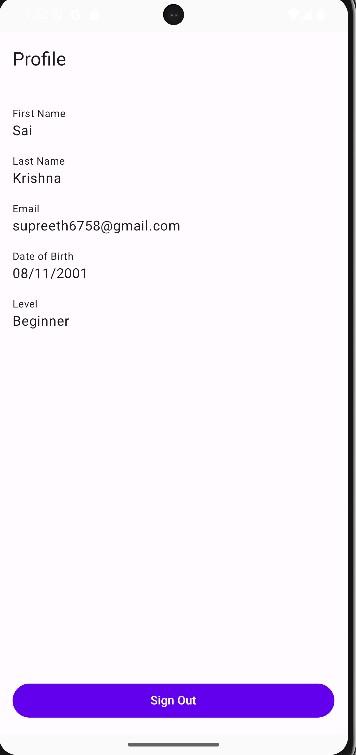 Profile
First Name
Sai
Last Name
Krishna
Email
supreeth6758@gmail.com
Date of Birth
08/11/2001
Level
Beginner
Sign Out